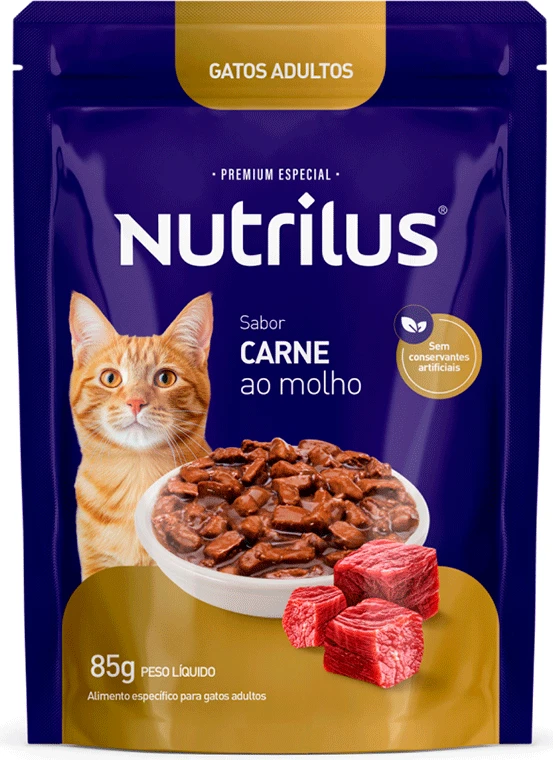 GATOS ADULTOS
• PREMIUM ESPECIAL •
Nutrilus®
Sabor
CARNE
ao molho
Sem
conservantes
artificiais
85g PESO LÍQUIDO
Alimento específico para gatos adultos